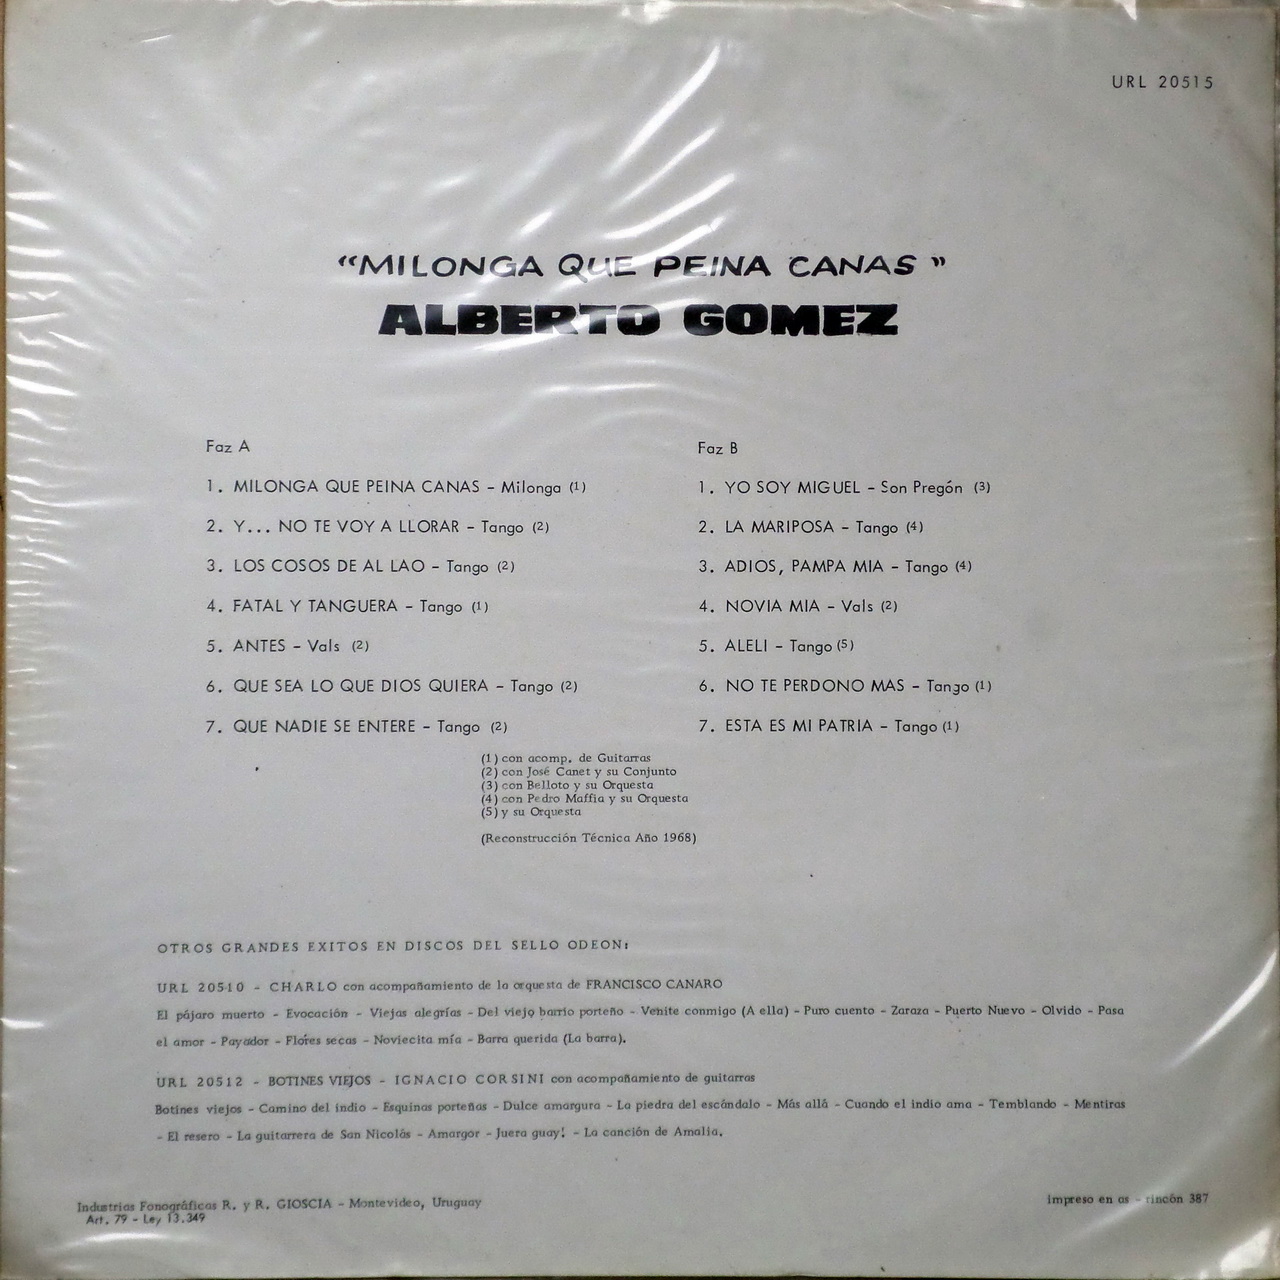 URL 20515
“MILONGA QUE PEINA CANAS”
ALBERTO GOMEZ
Faz A
1. MILONGA QUE PEINA CANAS – Milonga (1)
2. Y... NO TE VOY A LLORAR – Tango (2)
3. LOS COSOS DE AL LAO – Tango (2)
4. FATAL Y TANGUERA – Tango (1)
5. ANTES – Vals (2)
6. QUE SEA LO QUE DIOS QUIERA – Tango (2)
7. QUE NADIE SE ENTERE – Tango (2)
Faz B
1. YO SOY MIGUEL – Son Pregón (3)
2. LA MARIPOSA – Tango (4)
3. ADIOS, PAMPA MIA – Tango (4)
4. NOVIA MIA – Vals (2)
5. ALELI – Tango (5)
6. NO TE PERDONO MAS – Tango (1)
7. ESTA ES MI PATRIA – Tango (1)
(1) con acomp. de Guitarras
(2) con José Canet y su Conjunto
(3) con Belloto y su Orquesta
(4) con Pedro Maffia y su Orquesta
(5) y su Orquesta
(Reconstrucción Técnica Año 1968)
OTROS GRANDES EXITOS EN DISCOS DEL SELLO ODEON:
URL 20510 – CHARLO con acompañamiento de la orquesta de FRANCISCO CANARO
El pájaro muerto – Evocación – Viejas alegrías – Del viejo barrio porteño – Venite conmigo (A ella) – Puro cuento – Zaraza – Puerto Nuevo – Olvido – Pasa
el amor – Payador – Flores secas – Noviecita mía – Barra querida (La barra).
URL 20512 – BOTINES VIEJOS – IGNACIO CORSINI con acompañamiento de guitarras
Botines viejos – Camino del indio – Esquinas porteñas – Dulce amargura – La piedra del escándalo – Más allá – Cuando el indio ama – Temblando – Mentiras
– El resero – La guitarrera de San Nicolás – Amargor – Juera guay! – La canción de Amalia.
Industrias Fonográficas R. y R. GIOSCIA – Montevideo, Uruguay
Art. 79 – Ley 13.349
impreso en as – rincón 387